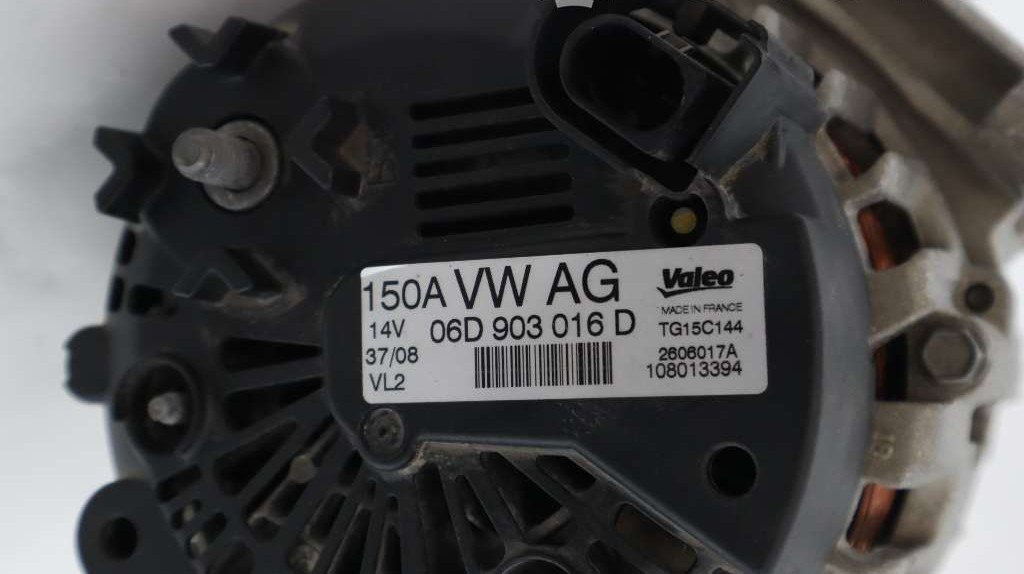 150A VW AG Valeo
MADE IN FRANCE
14V 06D 903 016 D TG15C144
37/08 2606017A
VL2 108013394